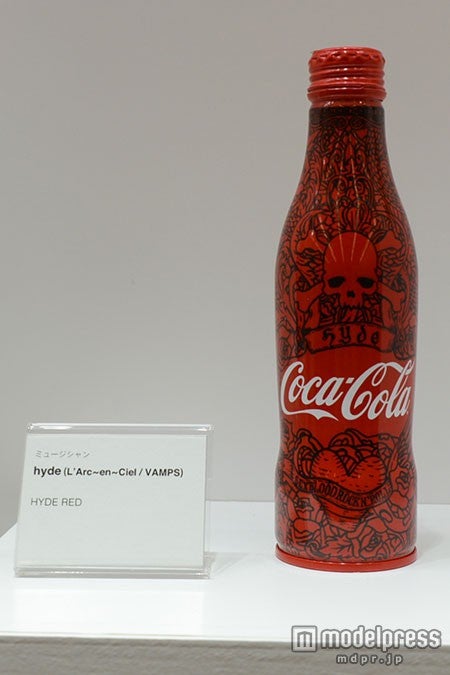 ミュージシャン
hyde (L'Arc~en~Ciel / VAMPS)
HYDE RED
hyde
Coca-Cola
modelpress
mdpr.jp